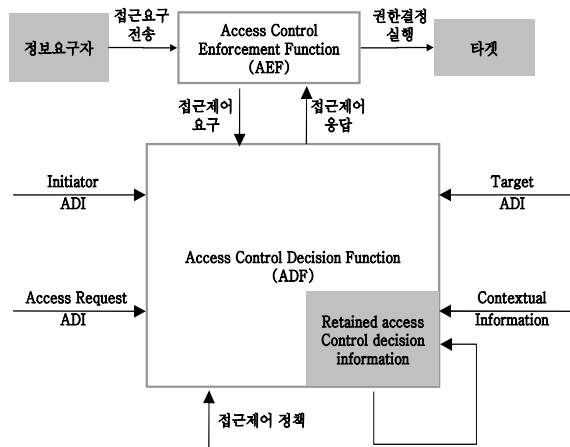 정보요구자
접근요구
전송
Access Control
Enforcement Function
(AEF)
권한결정
실행
타겟
접근제어
요구
접근제어
응답
Initiator
ADI
Target
ADI
Access Control Decision Function
(ADF)
Access Request
ADI
Contextual
Information
Retained access
Control decision
information
접근제어 정책